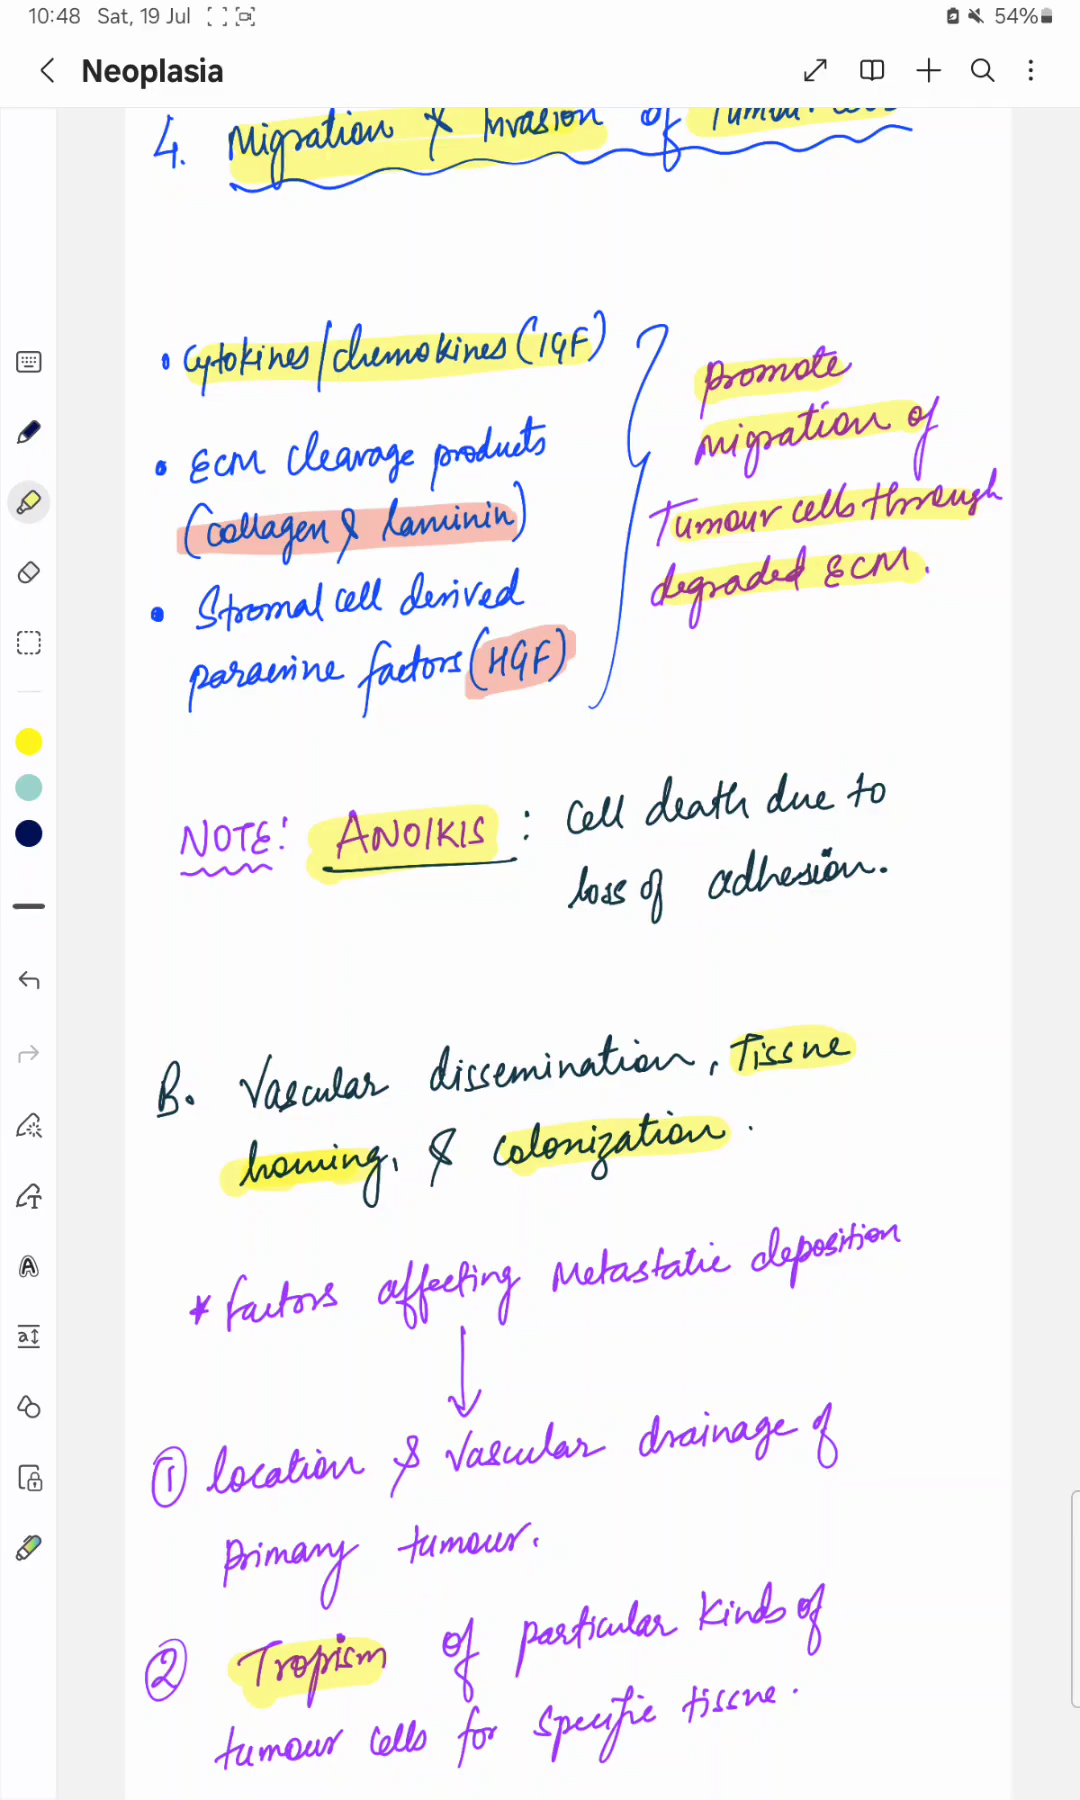 10:48 Sat, 19 Jul 54%
Neoplasia
4. Migration & Invasion of Tumour
• Cytokines/chemokines (IGF)
• ECM cleavage products
(collagen & laminin)
• Stromal cell derived
paracrine factors (HGF)
promote
migration of
Tumour cells through
degraded ECM.
NOTE! ANOIKIS : Cell death due to
loss of adhesion.
B. Vascular dissemination, Tissue
homing, & colonization.
* factors affecting Metastatic deposition
① location & vascular drainage of
primary tumour.
② Tropism of particular kinds of
tumour cells for specific tissue.